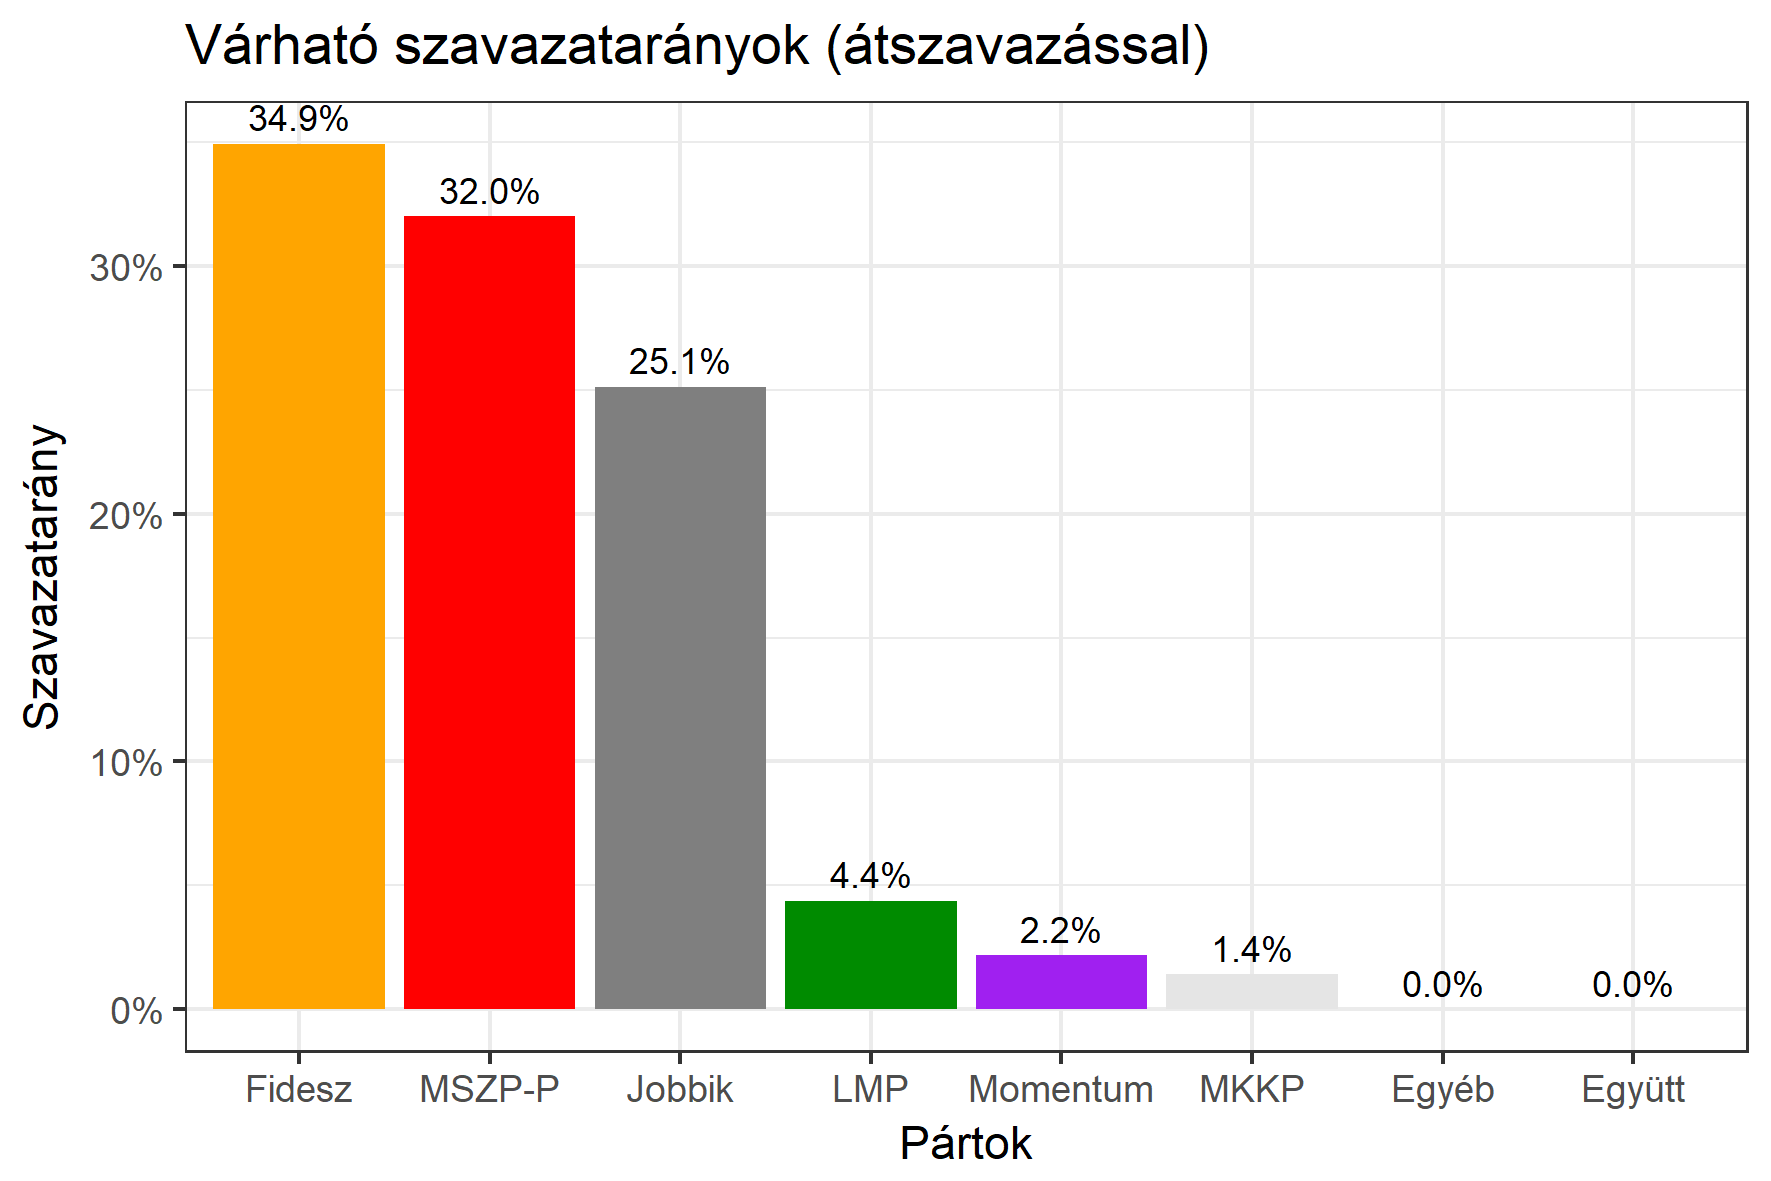 Várható szavazatarányok (átszavazással)
34.9%
32.0%
25.1%
4.4%
2.2%
1.4%
0.0%
0.0%
30%
20%
10%
0%
Szavazatarány
Fidesz
MSZP-P
Jobbik
LMP
Momentum
MKKP
Egyéb
Együtt
Pártok